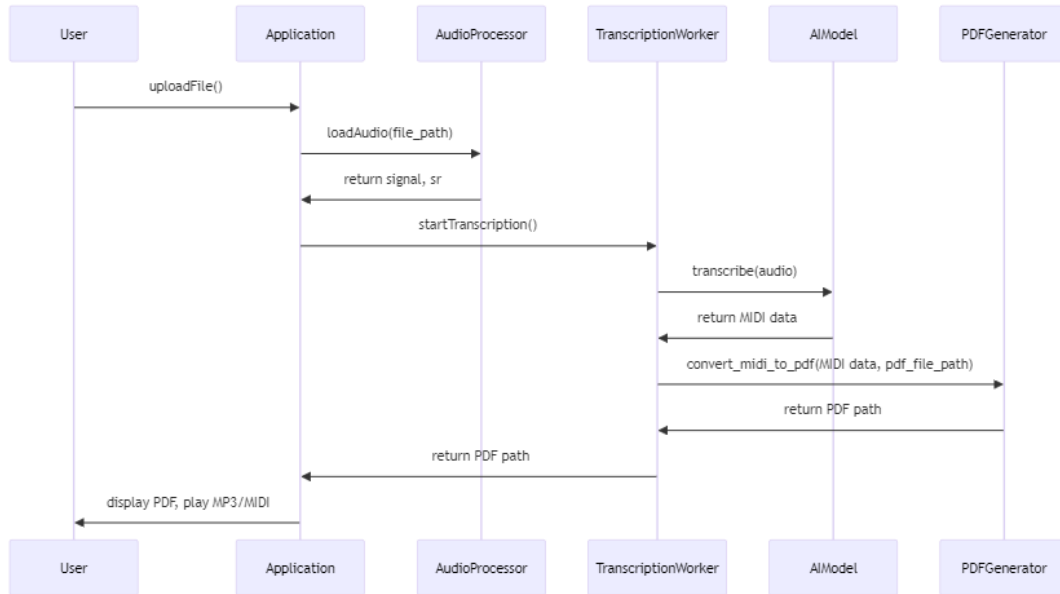 User
Application
AudioProcessor
TranscriptionWorker
AIModel
PDFGenerator
uploadFile()
loadAudio(file_path)
return signal, sr
startTranscription()
transcribe(audio)
return MIDI data
convert_midi_to_pdf(MIDI data, pdf_file_path)
return PDF path
return PDF path
display PDF, play MP3/MIDI
User
Application
AudioProcessor
TranscriptionWorker
AIModel
PDFGenerator